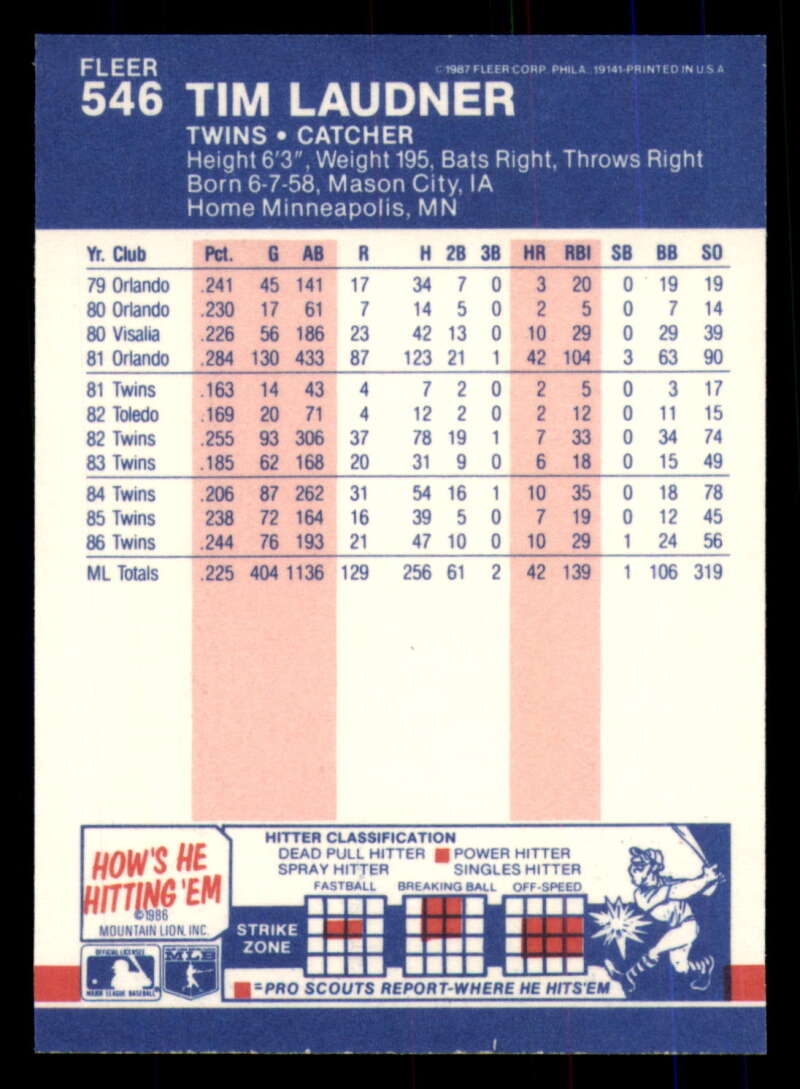 FLEER
©1987 FLEER CORP. PHILA. 19141-PRINTED IN U.S.A
546 TIM LAUDNER
TWINS • CATCHER
Height 6'3", Weight 195, Bats Right, Throws Right
Born 6-7-58, Mason City, IA
Home Minneapolis, MN
Yr. Club Pct. G AB R H 2B 3B HR RBI SB BB SO
79 Orlando .241 45 141 17 34 7 0 3 20 0 19 19
80 Orlando .230 17 61 7 14 5 0 2 5 0 7 14
80 Visalia .226 56 186 23 42 13 0 10 29 0 29 39
81 Orlando .284 130 433 87 123 21 1 42 104 3 63 90
81 Twins .163 14 43 4 7 2 0 2 5 0 3 17
82 Toledo .169 20 71 4 12 2 0 2 12 0 11 15
82 Twins .255 93 306 37 78 19 1 7 33 0 34 74
83 Twins .185 62 168 20 31 9 0 6 18 0 15 49
84 Twins .206 87 262 31 54 16 1 10 35 0 18 78
85 Twins 238 72 164 16 39 5 0 7 19 0 12 45
86 Twins .244 76 193 21 47 10 0 10 29 1 24 56
ML Totals .225 404 1136 129 256 61 2 42 139 1 106 319
HOW'S HE
HITTING 'EM
©1986
MOUNTAIN LION, INC.
OFFICIAL LICENSEE
MAJOR LEAGUE BASEBALL
MLB
HITTER CLASSIFICATION
DEAD PULL HITTER POWER HITTER
SPRAY HITTER SINGLES HITTER
FASTBALL BREAKING BALL OFF-SPEED
STRIKE
ZONE
=PRO SCOUTS REPORT-WHERE HE HITS'EM